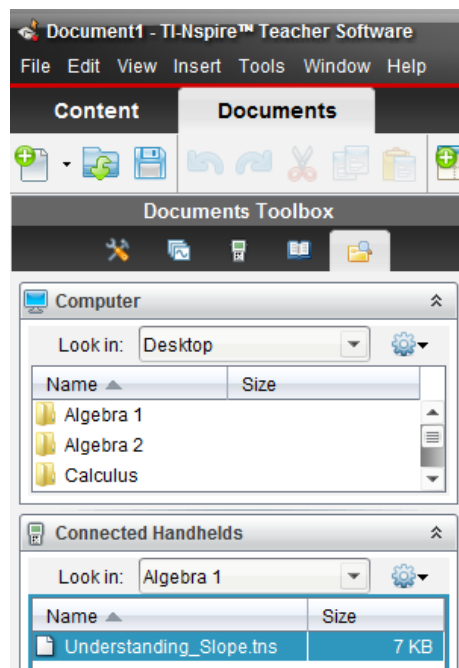 Document1 - TI-Nspire™ Teacher Software
File Edit View Insert Tools Window Help
Content Documents
Documents Toolbox
Computer
Look in: Desktop
Name Size
Algebra 1
Algebra 2
Calculus
Connected Handhelds
Look in: Algebra 1
Name Size
Understanding_Slope.tns 7 KB